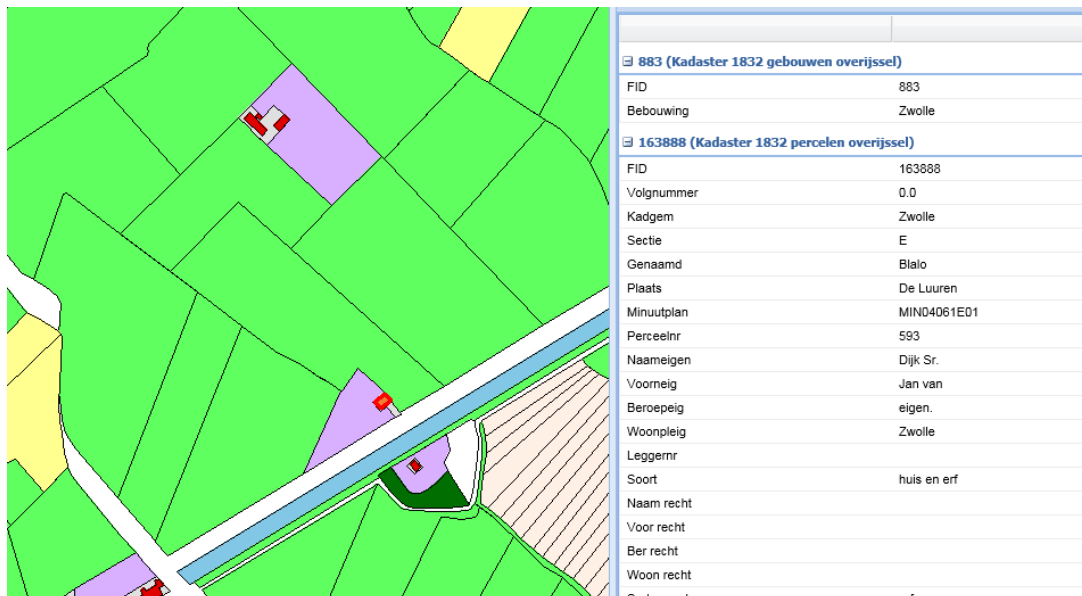 883 (Kadaster 1832 gebouwen overijssel)
FID 883
Bebouwing Zwolle
163888 (Kadaster 1832 percelen overijssel)
FID 163888
Volgnummer 0.0
Kadgem Zwolle
Sectie E
Genaamd Blalo
Plaats De Luuren
Minuutplan MIN04061E01
Perceelnr 593
Naameigen Dijk Sr.
Voorneig Jan van
Beroepeig eigen.
Woonpleig Zwolle
Leggernr
Soort huis en erf
Naam recht
Voor recht
Ber recht
Woon recht